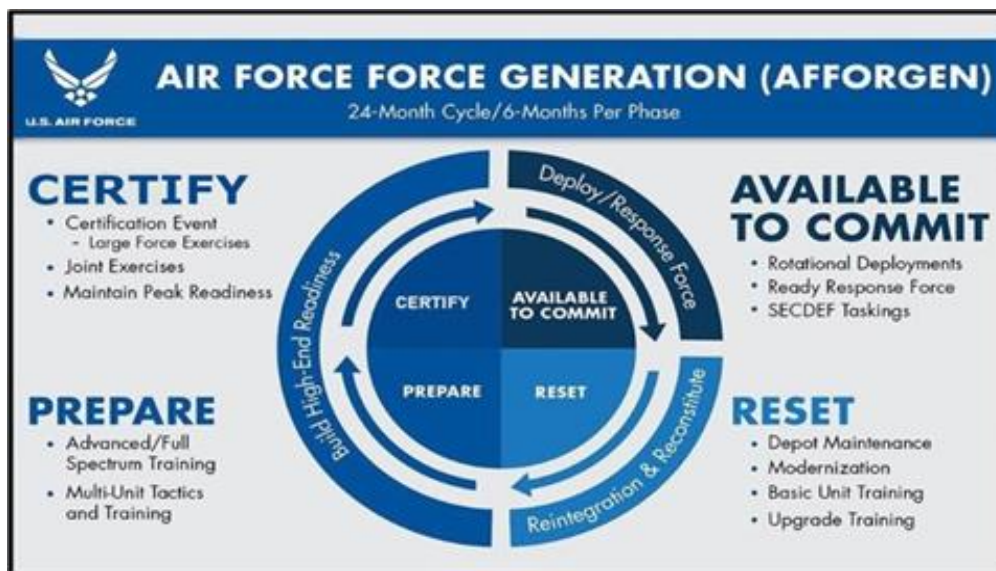 AIR FORCE FORCE GENERATION (AFFORGEN)
24-Month Cycle/6-Months Per Phase
U.S. AIR FORCE
CERTIFY
• Certification Event
– Large Force Exercises
• Joint Exercises
• Maintain Peak Readiness
PREPARE
• Advanced/Full
Spectrum Training
• Multi-Unit Tactics
and Training
Build High-End Readiness
Deploy/Response Force
Reintegration & Reconstitute
CERTIFY
AVAILABLE
TO COMMIT
PREPARE
RESET
AVAILABLE
TO COMMIT
• Rotational Deployments
• Ready Response Force
• SECDEF Taskings
RESET
• Depot Maintenance
• Modernization
• Basic Unit Training
• Upgrade Training